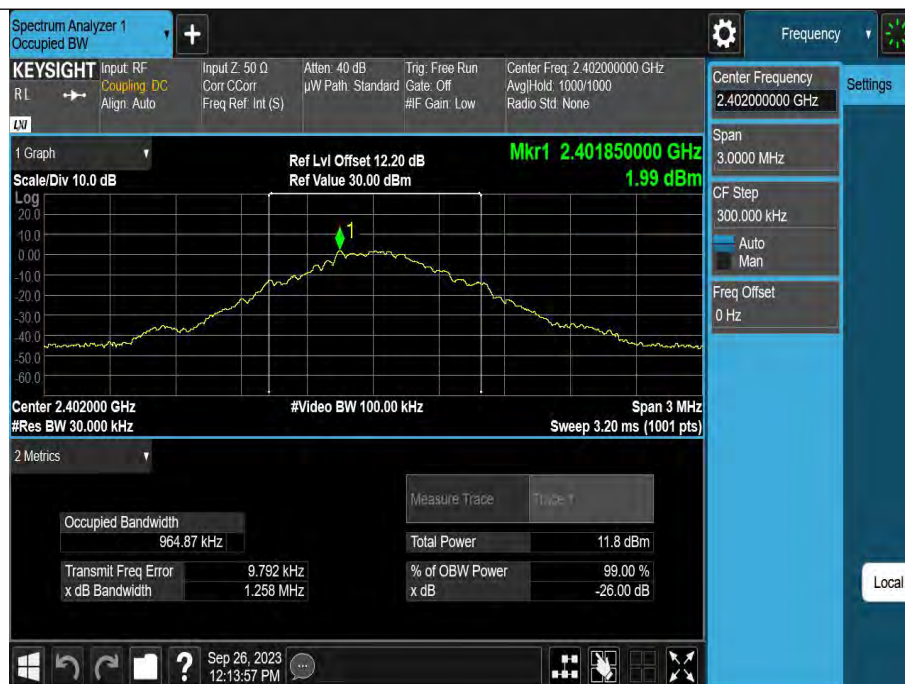 Spectrum Analyzer 1
Occupied BW
Frequency
KEYSIGHT
RL
LXI
Input: RF
Coupling: DC
Align: Auto
Input Z: 50 Ω
Corr CCorr
Freq Ref: Int (S)
Atten: 40 dB
µW Path: Standard
Trig: Free Run
Gate: Off
#IF Gain: Low
Center Freq: 2.402000000 GHz
Avg|Hold: 1000/1000
Radio Std: None
Center Frequency
2.402000000 GHz
Settings
Span
3.0000 MHz
CF Step
300.000 kHz
Auto
Man
Freq Offset
0 Hz
1 Graph
Scale/Div 10.0 dB
Ref Lvl Offset 12.20 dB
Ref Value 30.00 dBm
Mkr1 2.401850000 GHz
1.99 dBm
Log
20.0
10.0
0.00
-10.0
-20.0
-30.0
-40.0
-50.0
-60.0
1
Center 2.402000 GHz
#Video BW 100.00 kHz
Span 3 MHz
#Res BW 30.000 kHz
Sweep 3.20 ms (1001 pts)
2 Metrics
Measure Trace
Trace 1
Occupied Bandwidth
964.87 kHz
Total Power
11.8 dBm
Transmit Freq Error
9.792 kHz
% of OBW Power
99.00 %
x dB Bandwidth
1.258 MHz
x dB
-26.00 dB
Local
?
Sep 26, 2023
12:13:57 PM